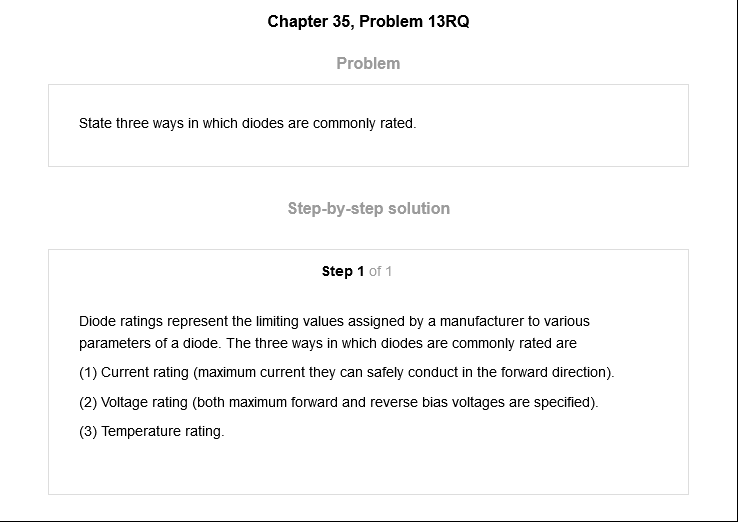 Chapter 35, Problem 13RQ
Problem
State three ways in which diodes are commonly rated.
Step-by-step solution
Step 1 of 1
Diode ratings represent the limiting values assigned by a manufacturer to various
parameters of a diode. The three ways in which diodes are commonly rated are
(1) Current rating (maximum current they can safely conduct in the forward direction).
(2) Voltage rating (both maximum forward and reverse bias voltages are specified).
(3) Temperature rating.